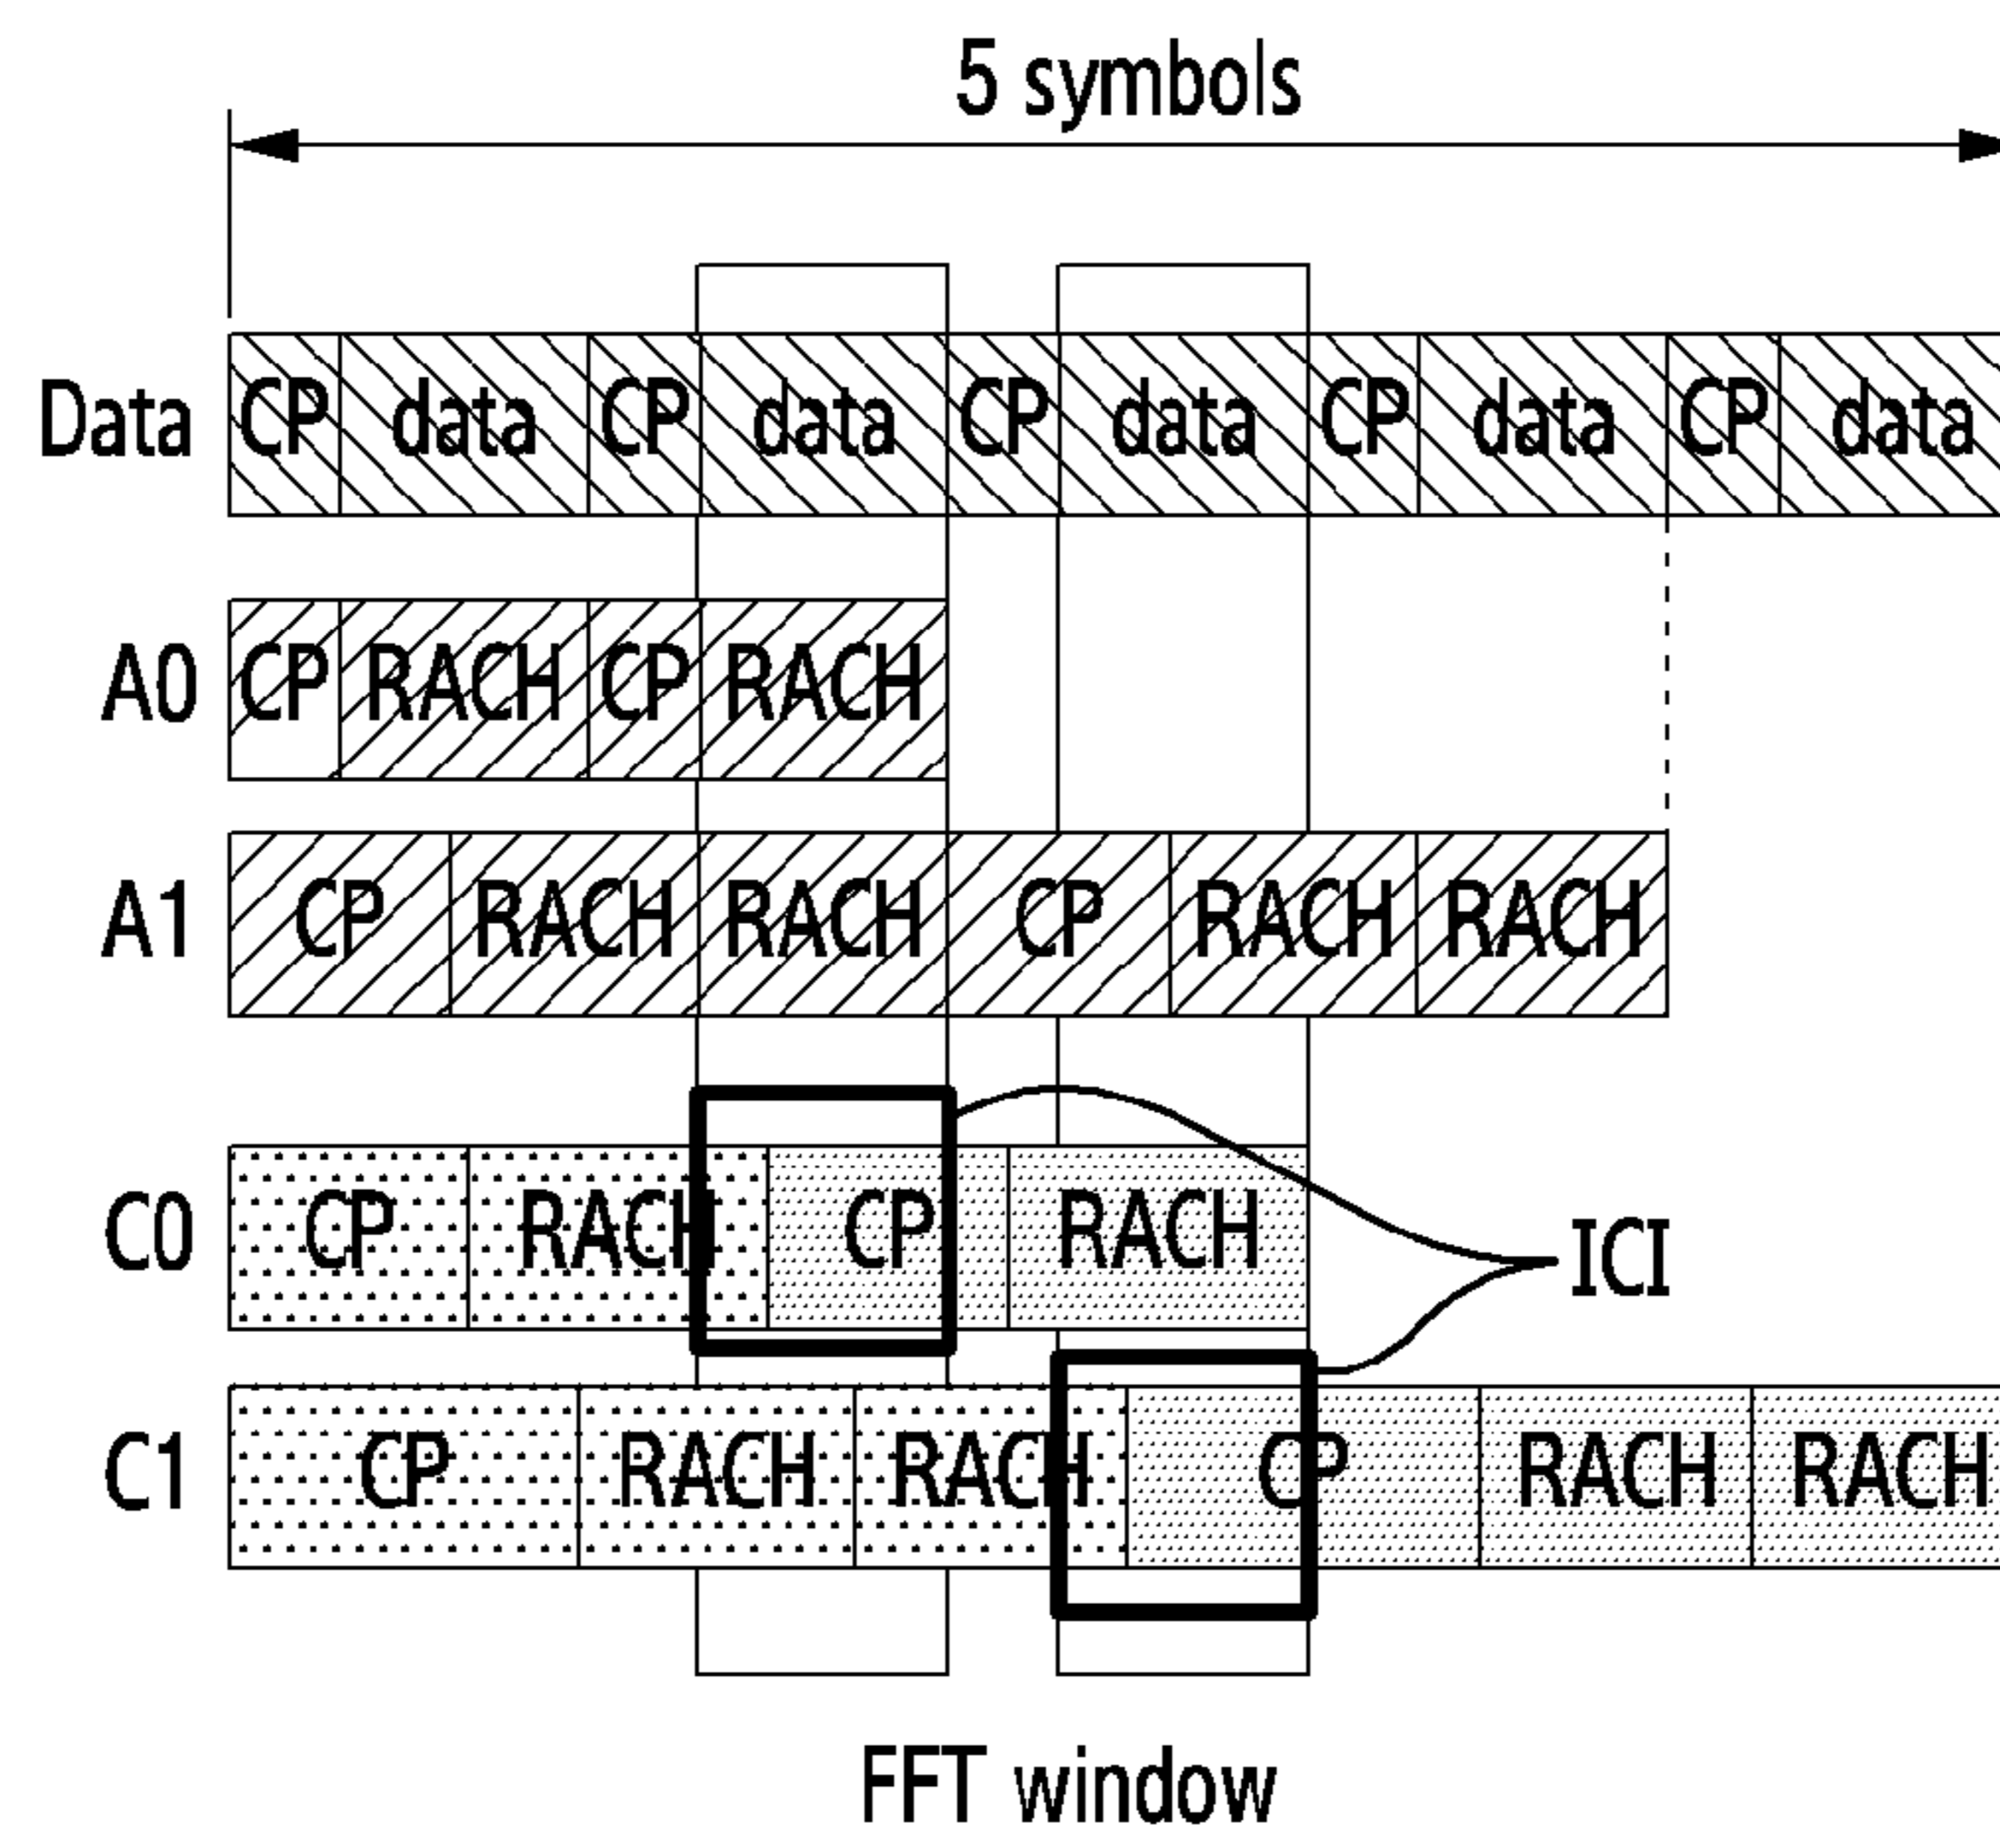 5 symbols
Data CP data CP data CP data CP data CP data
A0 CP RACH CP RACH
A1 CP RACH RACH CP RACH RACH
C0 CP RACH CP RACH
ICI
C1 CP RACH RACH CP RACH RACH
FFT window